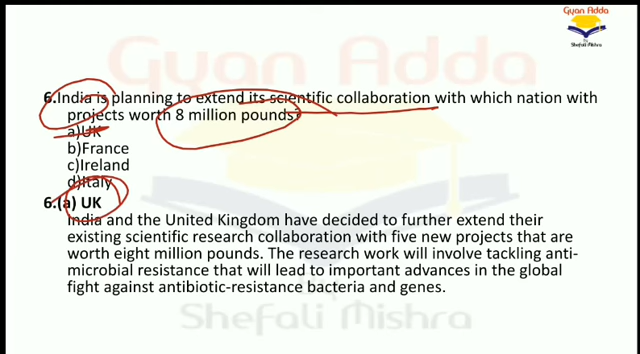 Gyan Adda
By
Shefali Mishra
Gyan Adda
6.India is planning to extend its scientific collaboration with which nation with
projects worth 8 million pounds?
a)UK
b)France
c)Ireland
d)Italy
6.(a) UK
India and the United Kingdom have decided to further extend their
existing scientific research collaboration with five new projects that are
worth eight million pounds. The research work will involve tackling anti-
microbial resistance that will lead to important advances in the global
fight against antibiotic-resistance bacteria and genes.
Shefali Mishra